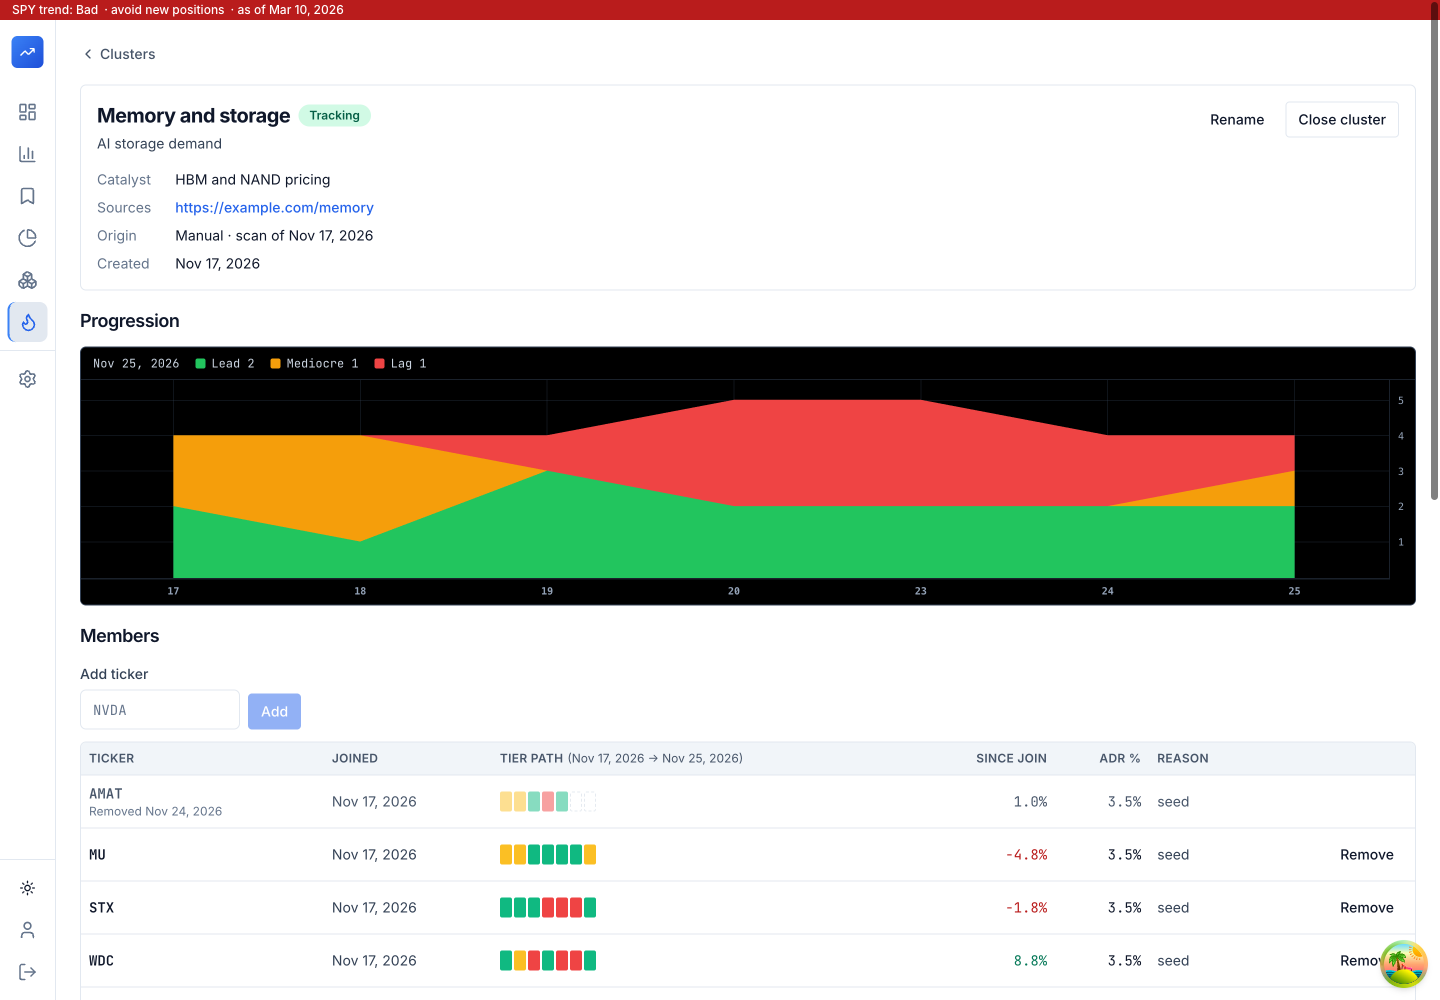 SPY trend: Bad · avoid new positions · as of Mar 10, 2026
Clusters
Memory and storage Tracking
Rename Close cluster
AI storage demand
Catalyst HBM and NAND pricing
Sources https://example.com/memory
Origin Manual · scan of Nov 17, 2026
Created Nov 17, 2026
Progression
Nov 25, 2026 Lead 2 Mediocre 1 Lag 1
5
4
3
2
1
17 18 19 20 23 24 25
Members
Add ticker
NVDA Add
TICKER JOINED TIER PATH (Nov 17, 2026 → Nov 25, 2026) SINCE JOIN ADR % REASON
AMAT Nov 17, 2026 1.0% 3.5% seed
Removed Nov 24, 2026
MU Nov 17, 2026 -4.8% 3.5% seed Remove
STX Nov 17, 2026 -1.8% 3.5% seed Remove
WDC Nov 17, 2026 8.8% 3.5% seed